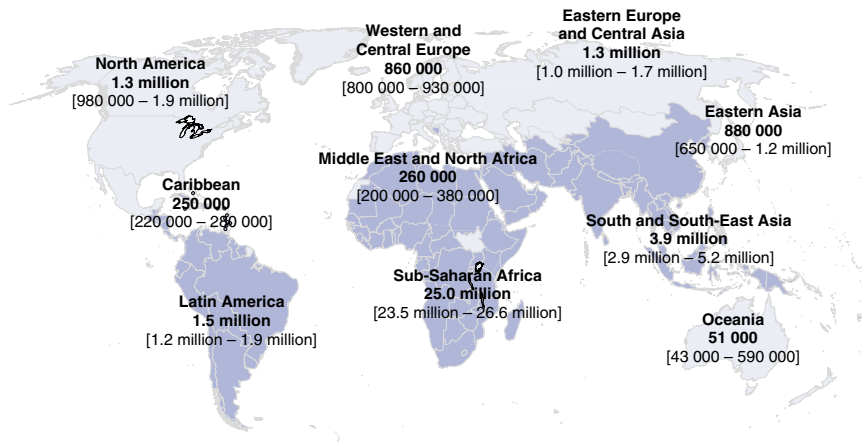 Eastern Europe
and Central Asia
1.3 million
[1.0 million – 1.7 million]
Western and
Central Europe
860 000
[800 000 – 930 000]
North America
1.3 million
[980 000 – 1.9 million]
Eastern Asia
880 000
[650 000 – 1.2 million]
Middle East and North Africa
260 000
[200 000 – 380 000]
Caribbean
250 000
[220 000 – 280 000]
South and South-East Asia
3.9 million
[2.9 million – 5.2 million]
Sub-Saharan Africa
25.0 million
[23.5 million – 26.6 million]
Latin America
1.5 million
[1.2 million – 1.9 million]
Oceania
51 000
[43 000 – 590 000]